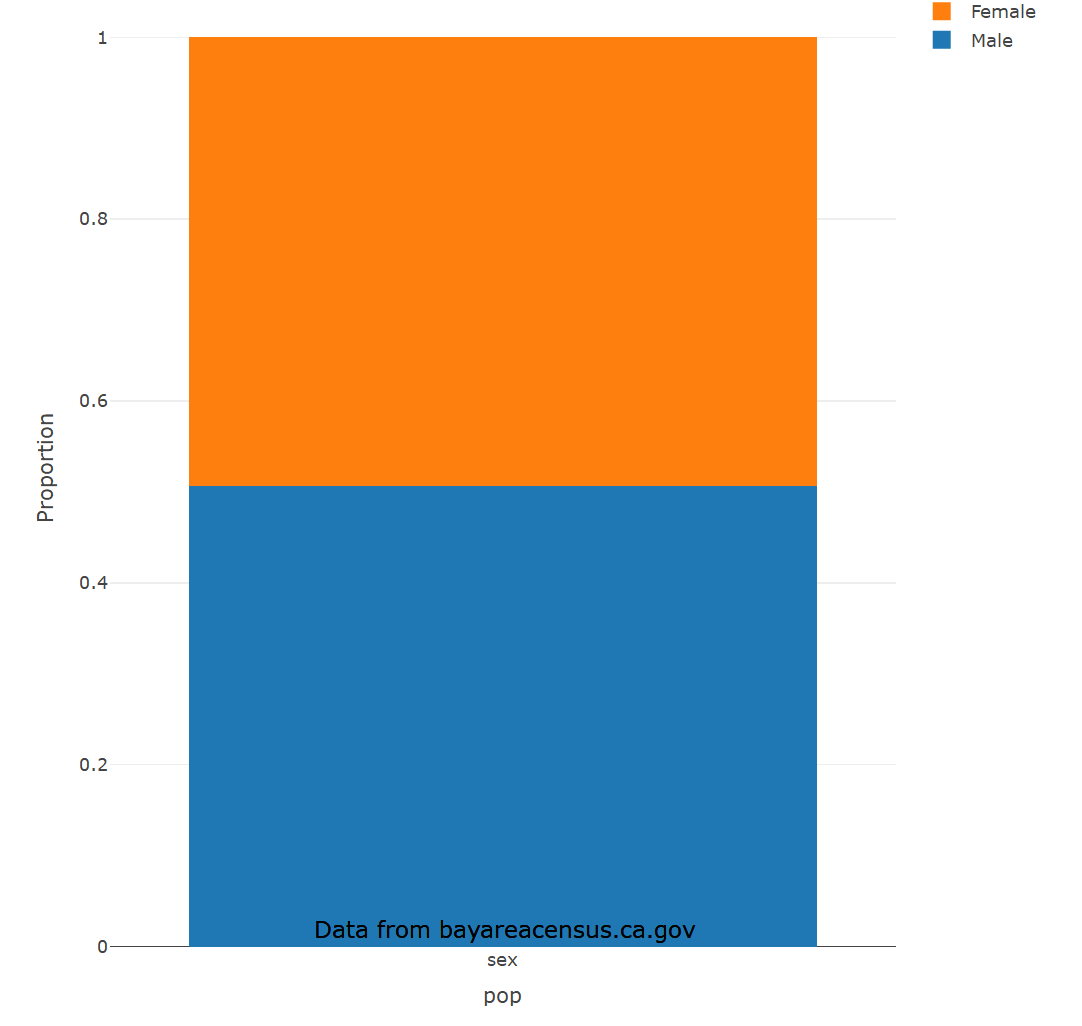 Female
Male
1
0.8
0.6
0.4
0.2
0
Proportion
Data from bayareacensus.ca.gov
sex
pop